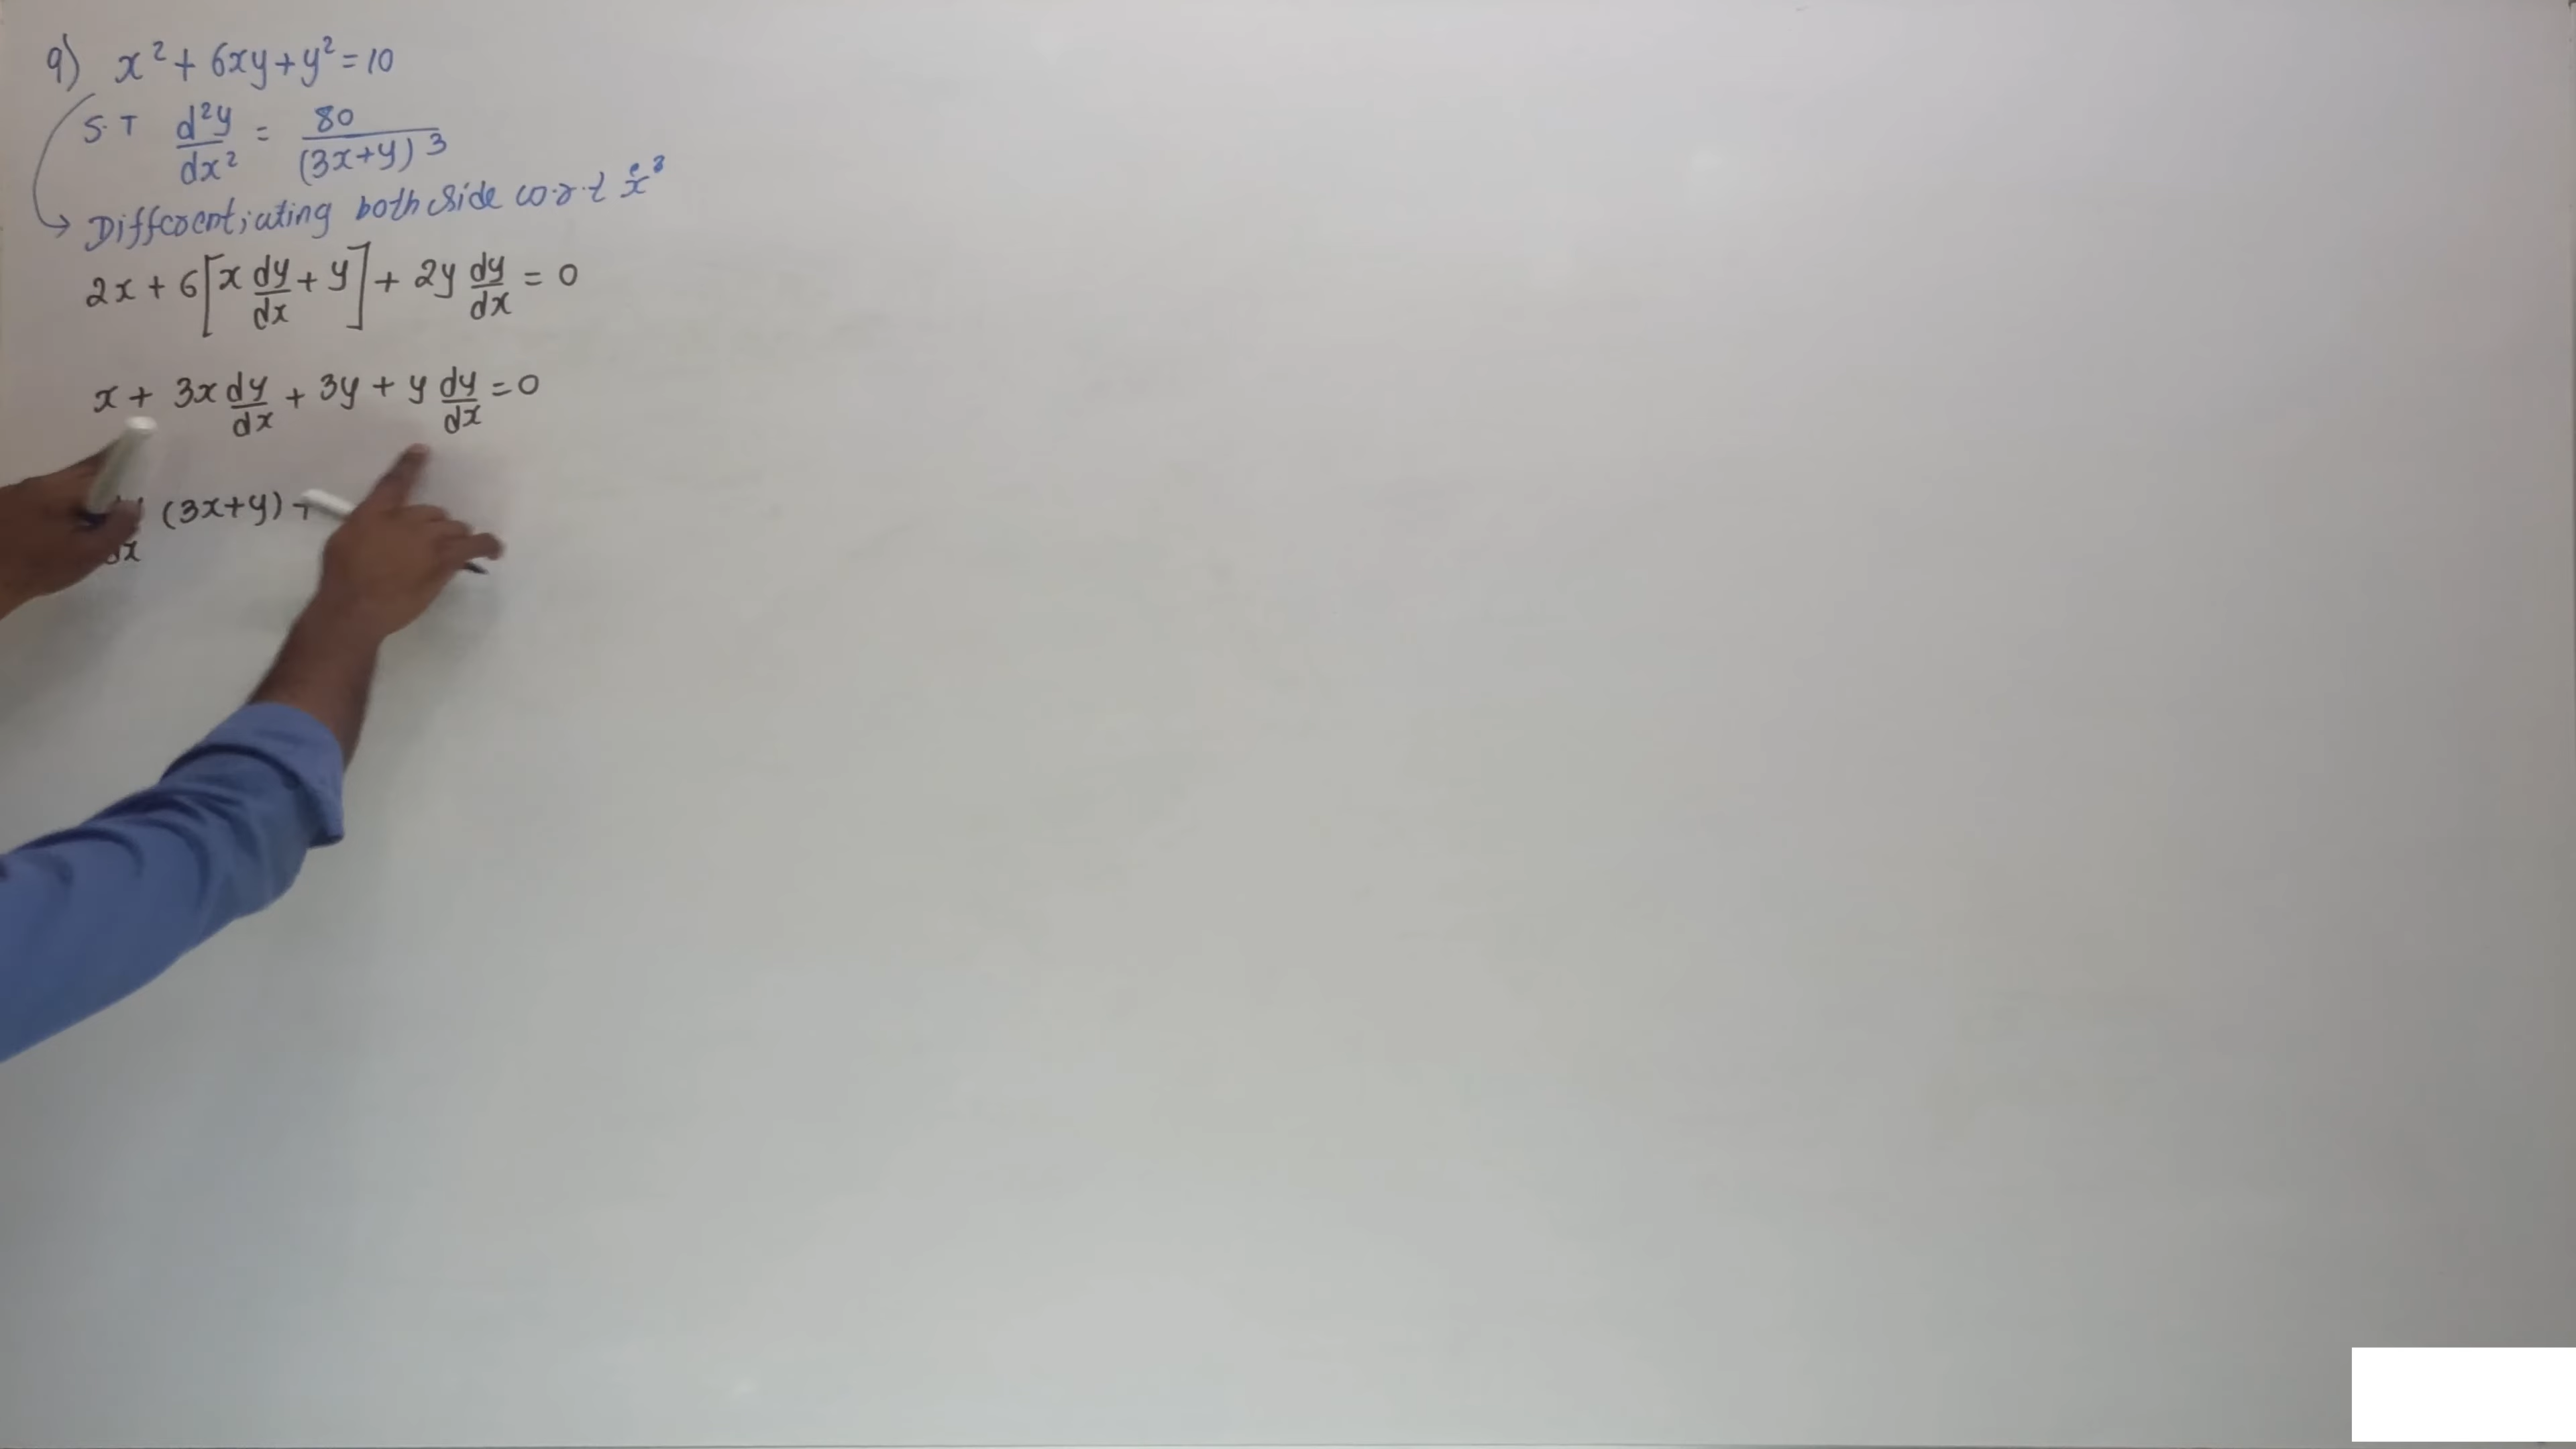 9) x² + 6xy + y² = 10
S.T d²y/dx² = 80/(3x+y)³
Differentiating both side w.r.t 'x'
2x + 6[x dy/dx + y] + 2y dy/dx = 0
x + 3x dy/dx + 3y + y dy/dx = 0
(3x+y) +